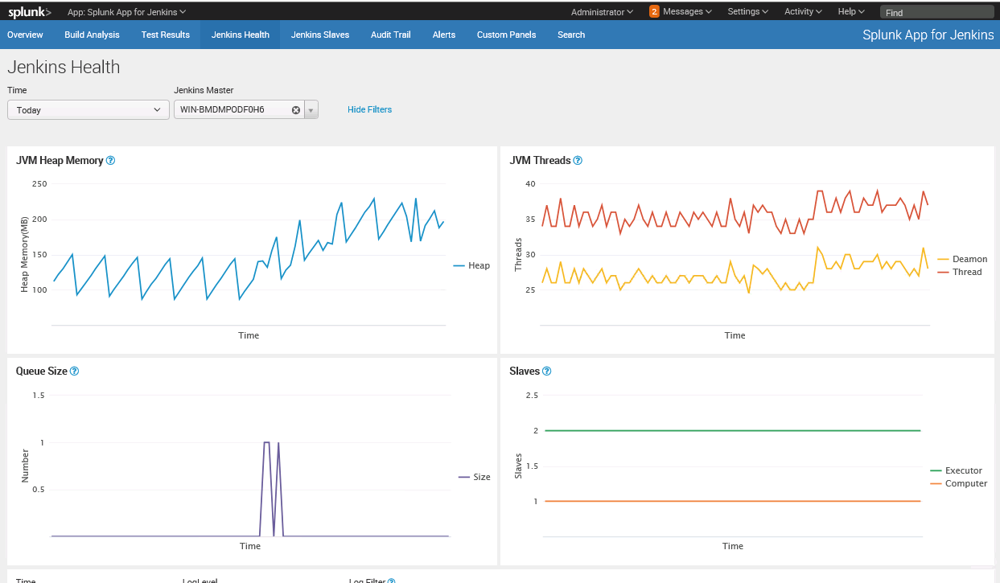 splunk> App: Splunk App for Jenkins Administrator 2 Messages Settings Activity Help Find
Overview Build Analysis Test Results Jenkins Health Jenkins Slaves Audit Trail Alerts Custom Panels Search Splunk App for Jenkins
Jenkins Health
Time Jenkins Master
Today WIN-BMDMPODF0H6 Hide Filters
JVM Heap Memory ?
250
200
150
100
Heap Memory(MB)
Heap
Time
JVM Threads ?
40
35
30
25
Threads
Deamon
Thread
Time
Queue Size ?
1.5
1
0.5
Number
Size
Time
Slaves ?
2.5
2
1.5
1
Slaves
Executor
Computer
Time
Time LogLevel Log Filter ?